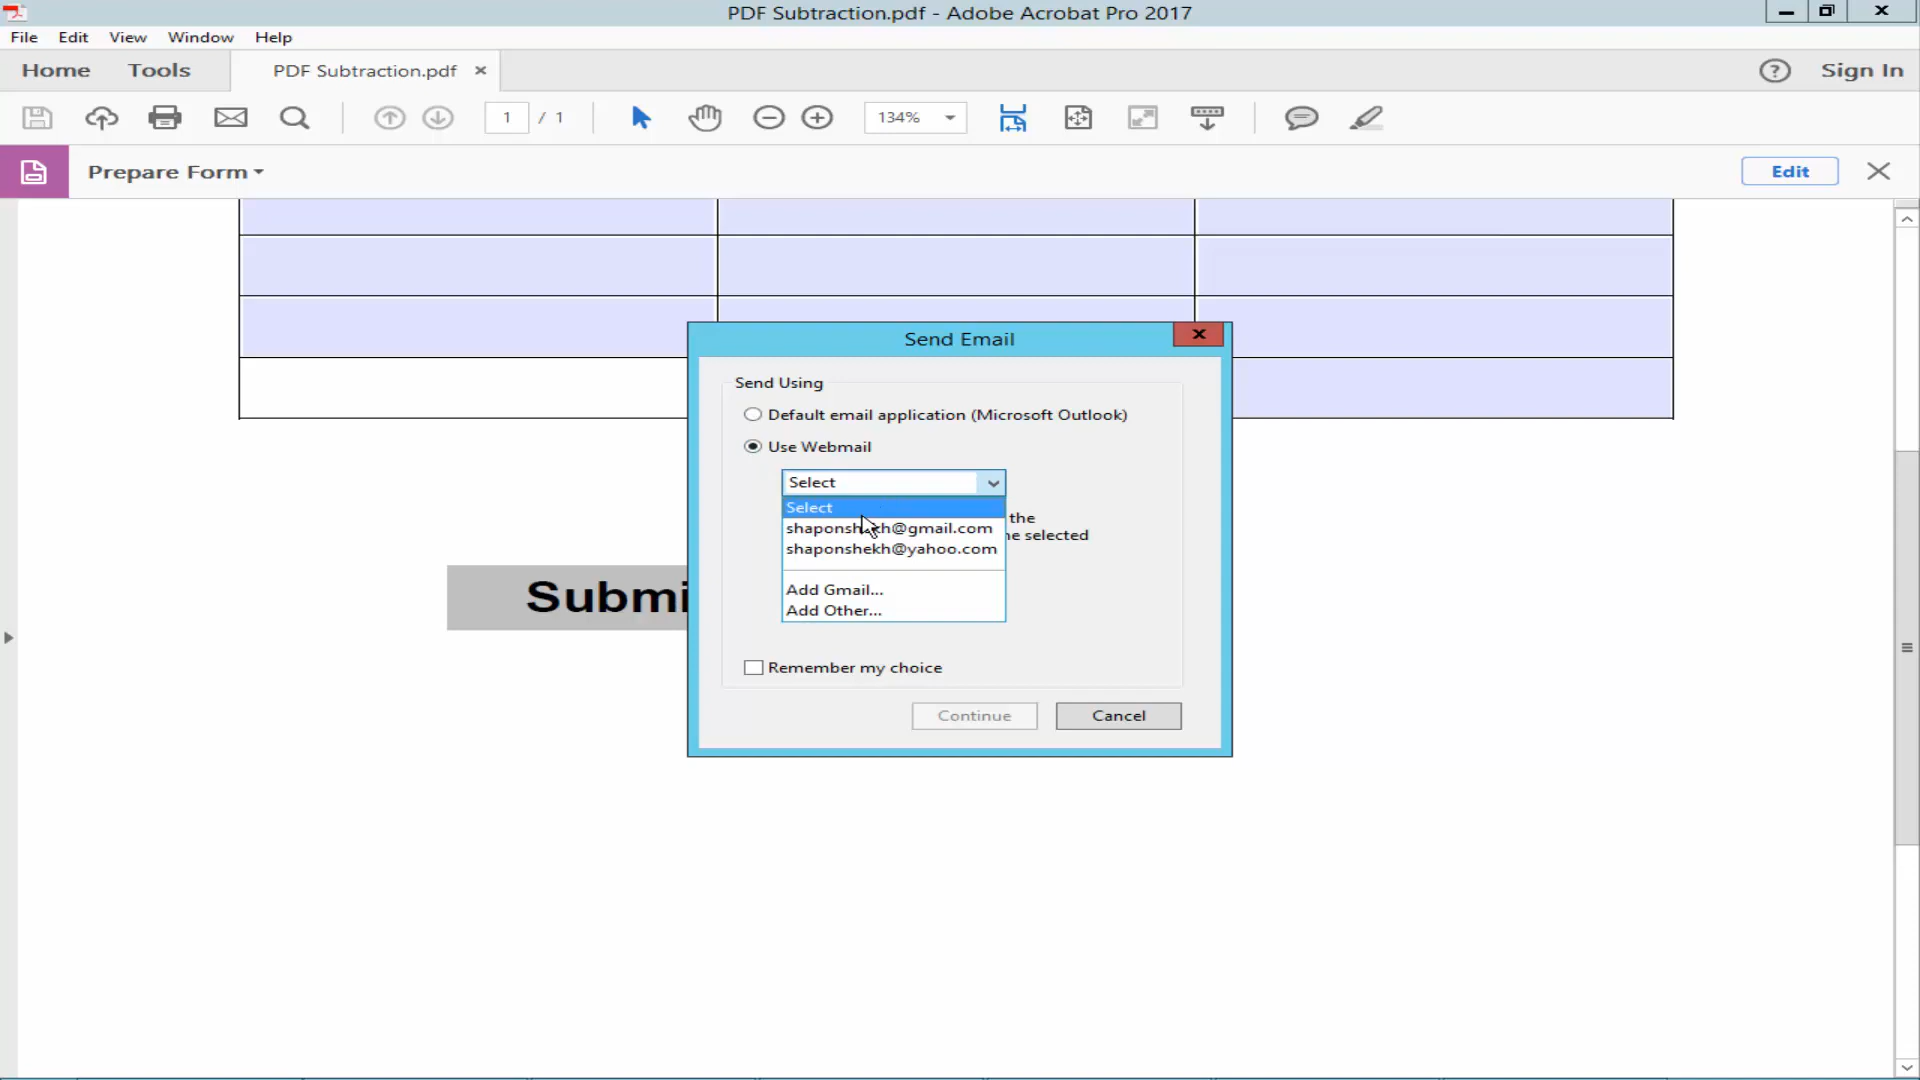 PDF Subtraction.pdf - Adobe Acrobat Pro 2017
File Edit View Window Help
Home Tools PDF Subtraction.pdf × ? Sign In
1 / 1 134%
Prepare Form Edit
Send Email
Send Using
Default email application (Microsoft Outlook)
Use Webmail
Select
Select
shaponshekh@gmail.com the
shaponshekh@yahoo.com selected
Add Gmail...
Submi
Add Other...
Remember my choice
Continue Cancel